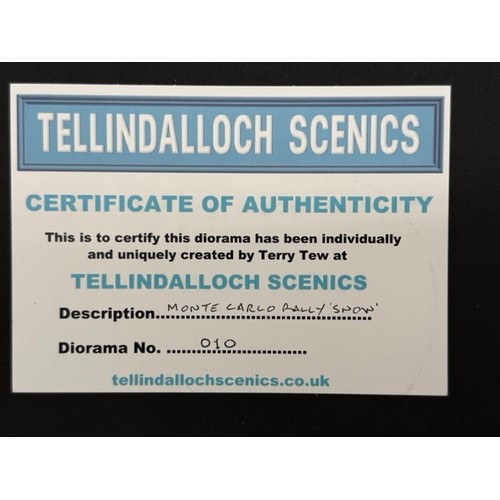 TELLINDALLOCH SCENICS
CERTIFICATE OF AUTHENTICITY
This is to certify this diorama has been individually
and uniquely created by Terry Tew at
TELLINDALLOCH SCENICS
Description...MONTE CARLO RALLY 'SNOW'
Diorama No. ...010...
tellindallochscenics.co.uk